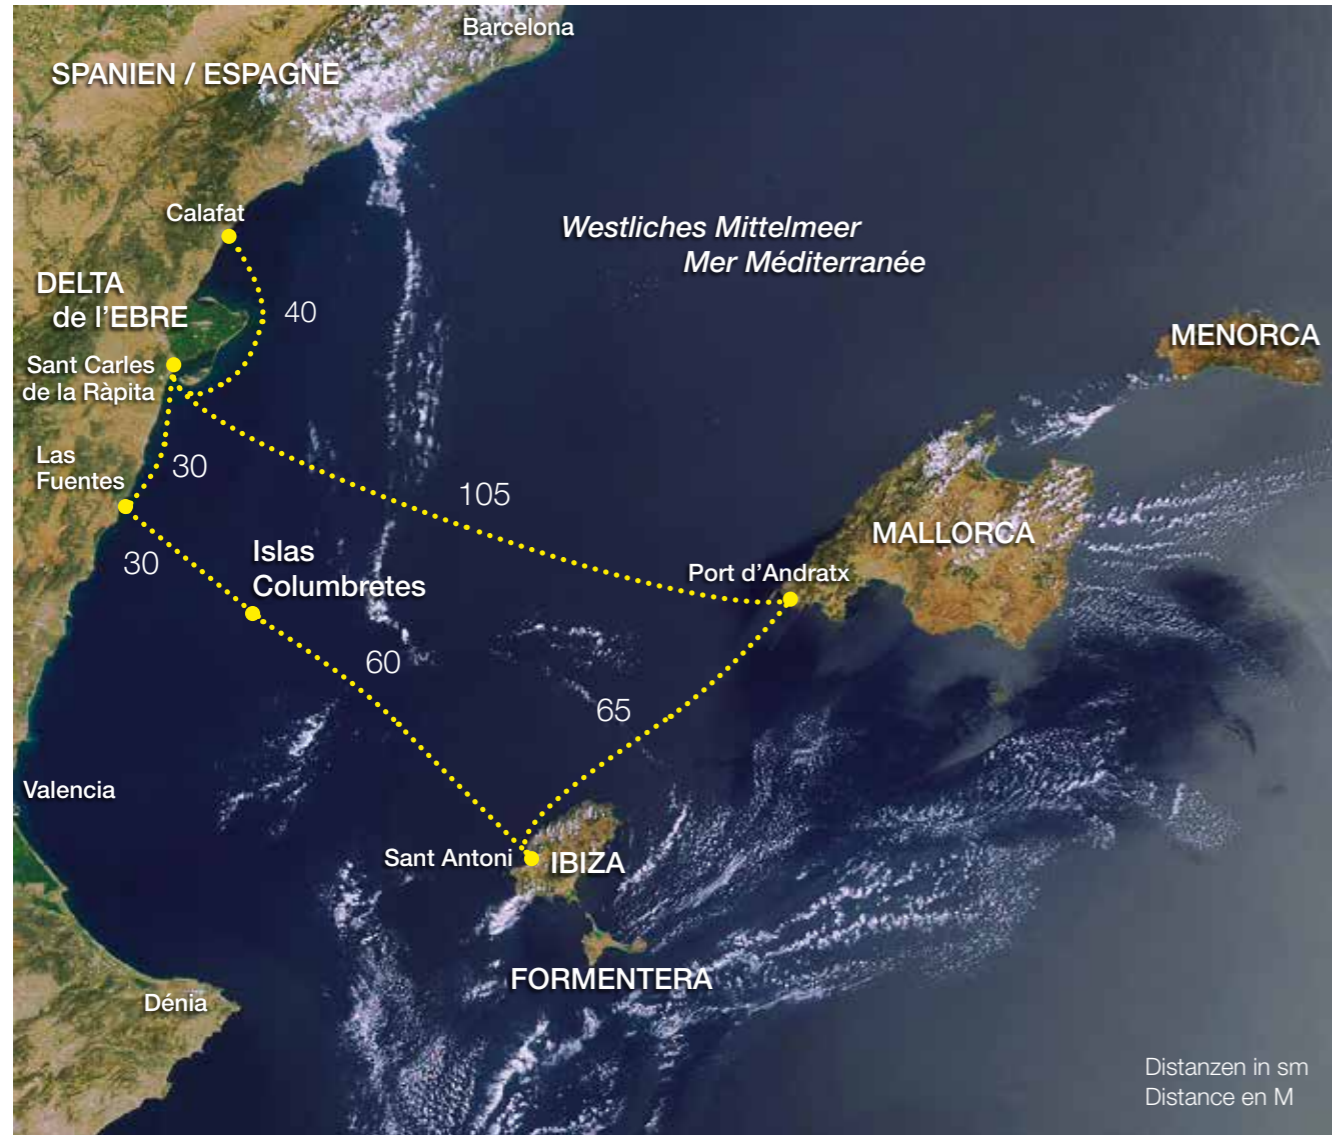 Barcelona
SPANIEN / ESPAGNE
Calafat
Westliches Mittelmeer
Mer Méditerranée
DELTA
de l'EBRE
40
MENORCA
Sant Carles
de la Ràpita
Las
Fuentes
30
105
MALLORCA
30
Islas
Columbretes
Port d'Andratx
60
65
Valencia
Sant Antoni
IBIZA
FORMENTERA
Dénia
Distanzen in sm
Distance en M